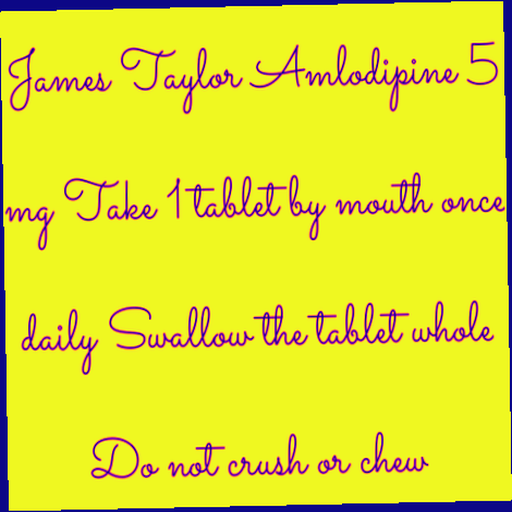 James Taylor Amlodipine 5
mg Take 1 tablet by mouth once
daily Swallow the tablet whole
Do not crush or chew